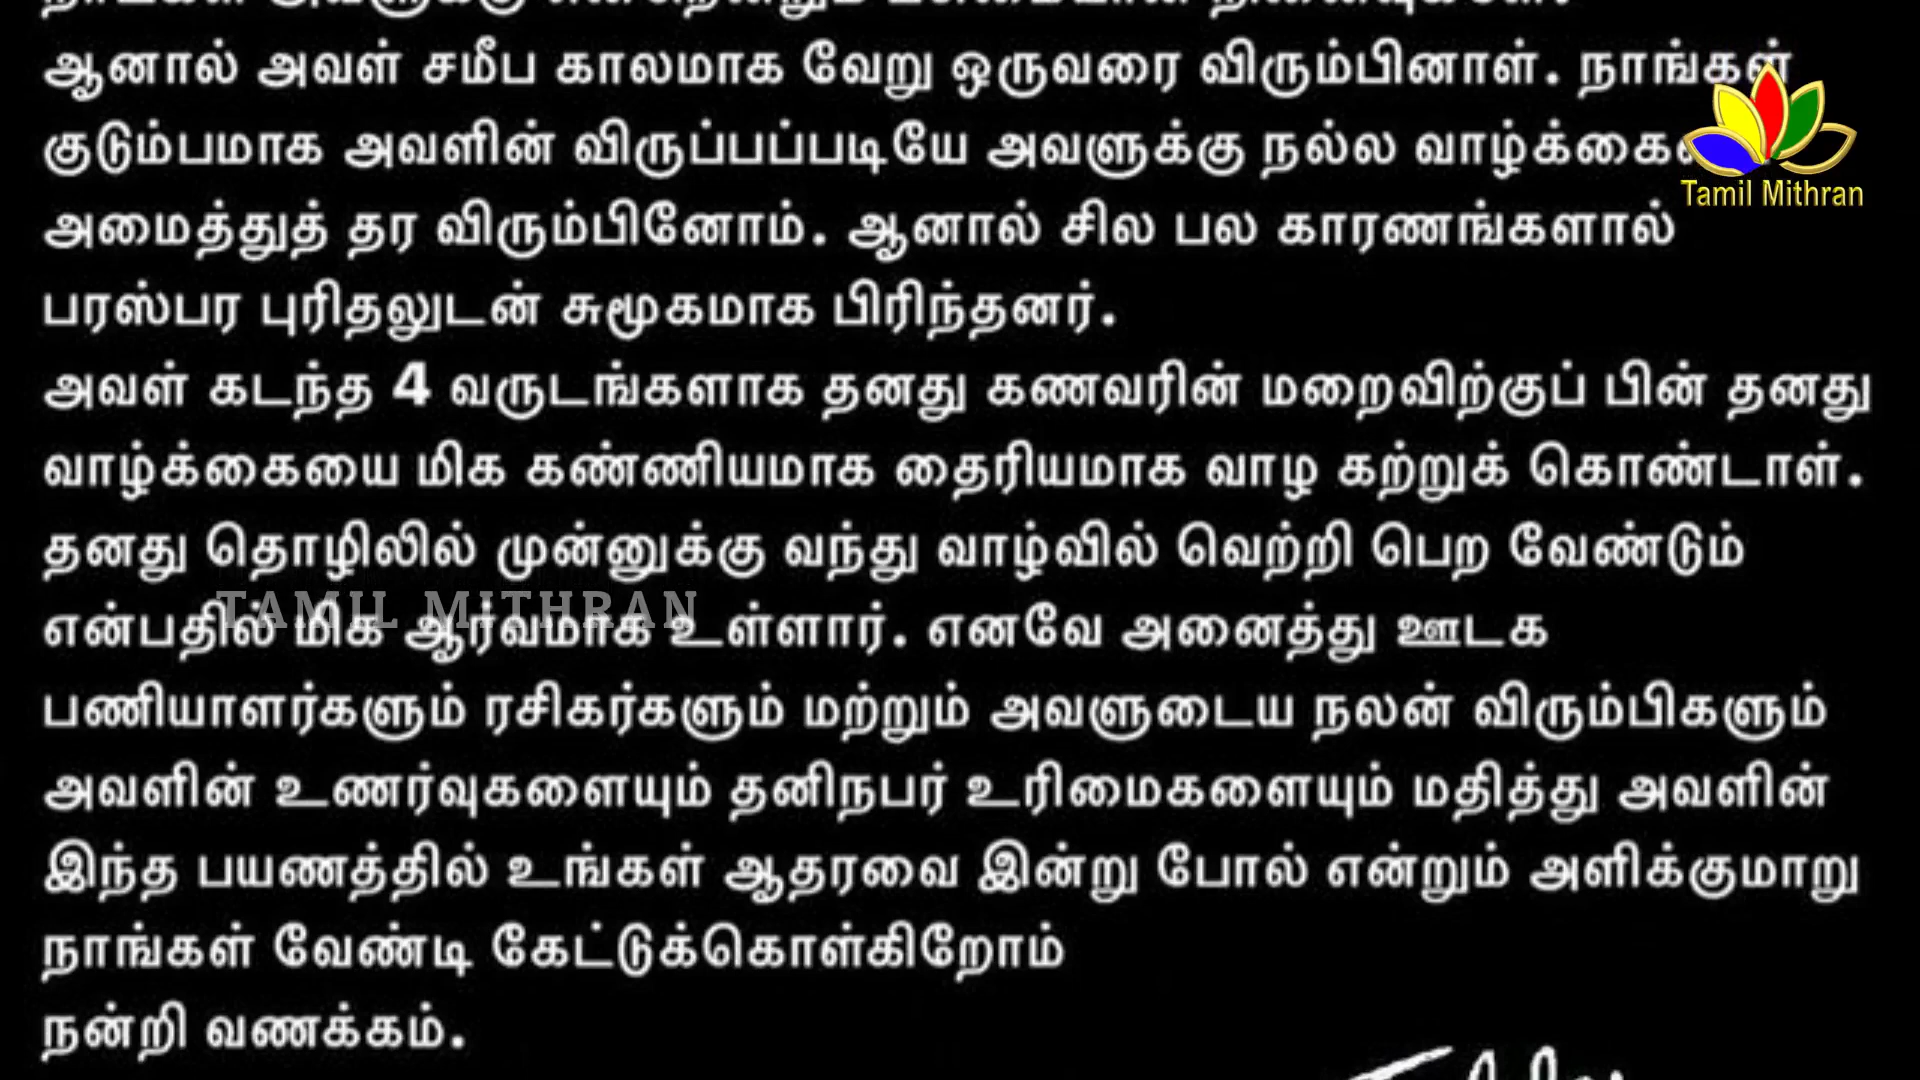 ஆனால் அவள் சமீப காலமாக வேறு ஒருவரை விரும்பினாள். நாங்கள்
குடும்பமாக அவளின் விருப்பப்படியே அவளுக்கு நல்ல
Tamil Mithran
அமைத்துத் தர விரும்பினோம். ஆனால் சில பல காரணங்களால்
பரஸ்பர புரிதலுடன் சுமூகமாக பிரிந்தனர்.
அவள் கடந்த 4 வருடங்களாக தனது கணவரின் மறைவிற்குப் பின் தனது
வாழ்க்கையை மிக கண்ணியமாக தைரியமாக வாழ கற்றுக் கொண்டாள்.
தனது தொழிலில் முன்னுக்கு வந்து வாழ்வில் வெற்றி பெற வேண்டும்
TAMIL MITHRAN
என்பதில் மிக ஆர்வமாக உள்ளார். எனவே அனைத்து ஊடக
பணியாளர்களும் ரசிகர்களும் மற்றும் அவளுடைய நலன் விரும்பிகளும்
அவளின் உணர்வுகளையும் தனிநபர் உரிமைகளையும் மதித்து அவளின்
இந்த பயணத்தில் உங்கள் ஆதரவை இன்று போல் என்றும் அளிக்குமாறு
நாங்கள் வேண்டி கேட்டுக்கொள்கிறோம்
நன்றி வணக்கம்.